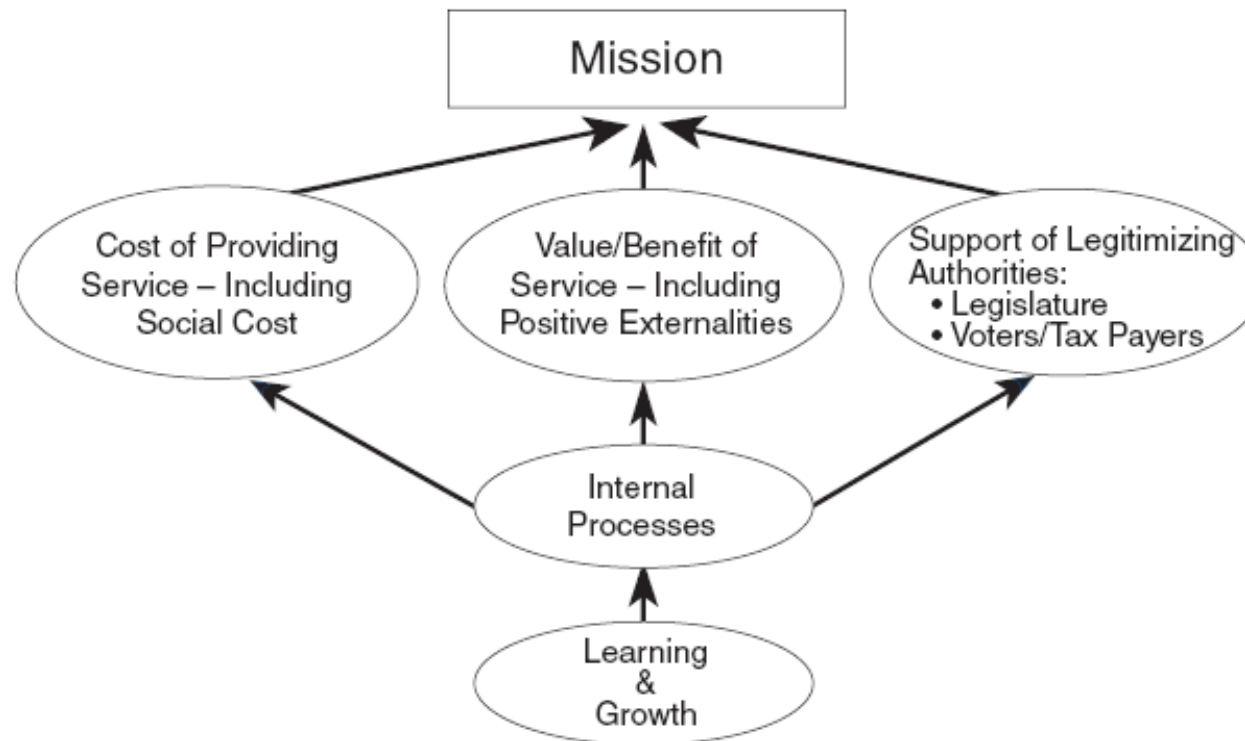 Mission
Cost of Providing
Service – Including
Social Cost
Value/Benefit of
Service – Including
Positive Externalities
Support of Legitimizing
Authorities:
• Legislature
• Voters/Tax Payers
Internal
Processes
Learning
&
Growth